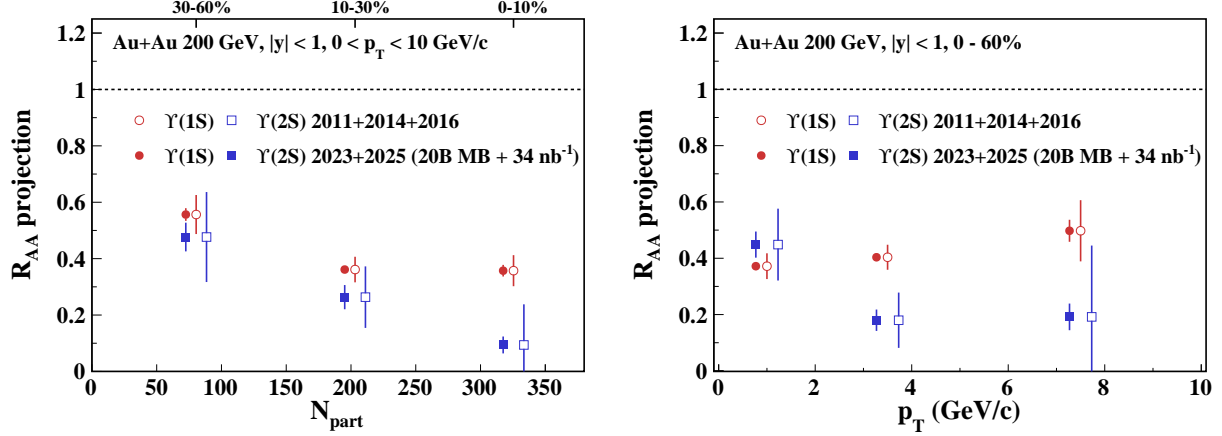 30-60% 10-30% 0-10%
Au+Au 200 GeV, |y| < 1, 0 < p_T < 10 GeV/c
1.2
1
0.8
0.6
0.4
0.2
0
R_AA projection
ϒ(1S) ϒ(2S) 2011+2014+2016
ϒ(1S) ϒ(2S) 2023+2025 (20B MB + 34 nb⁻¹)
0 50 100 150 200 250 300 350
N_part
Au+Au 200 GeV, |y| < 1, 0 - 60%
1.2
1
0.8
0.6
0.4
0.2
0
R_AA projection
ϒ(1S) ϒ(2S) 2011+2014+2016
ϒ(1S) ϒ(2S) 2023+2025 (20B MB + 34 nb⁻¹)
0 2 4 6 8 10
p_T (GeV/c)